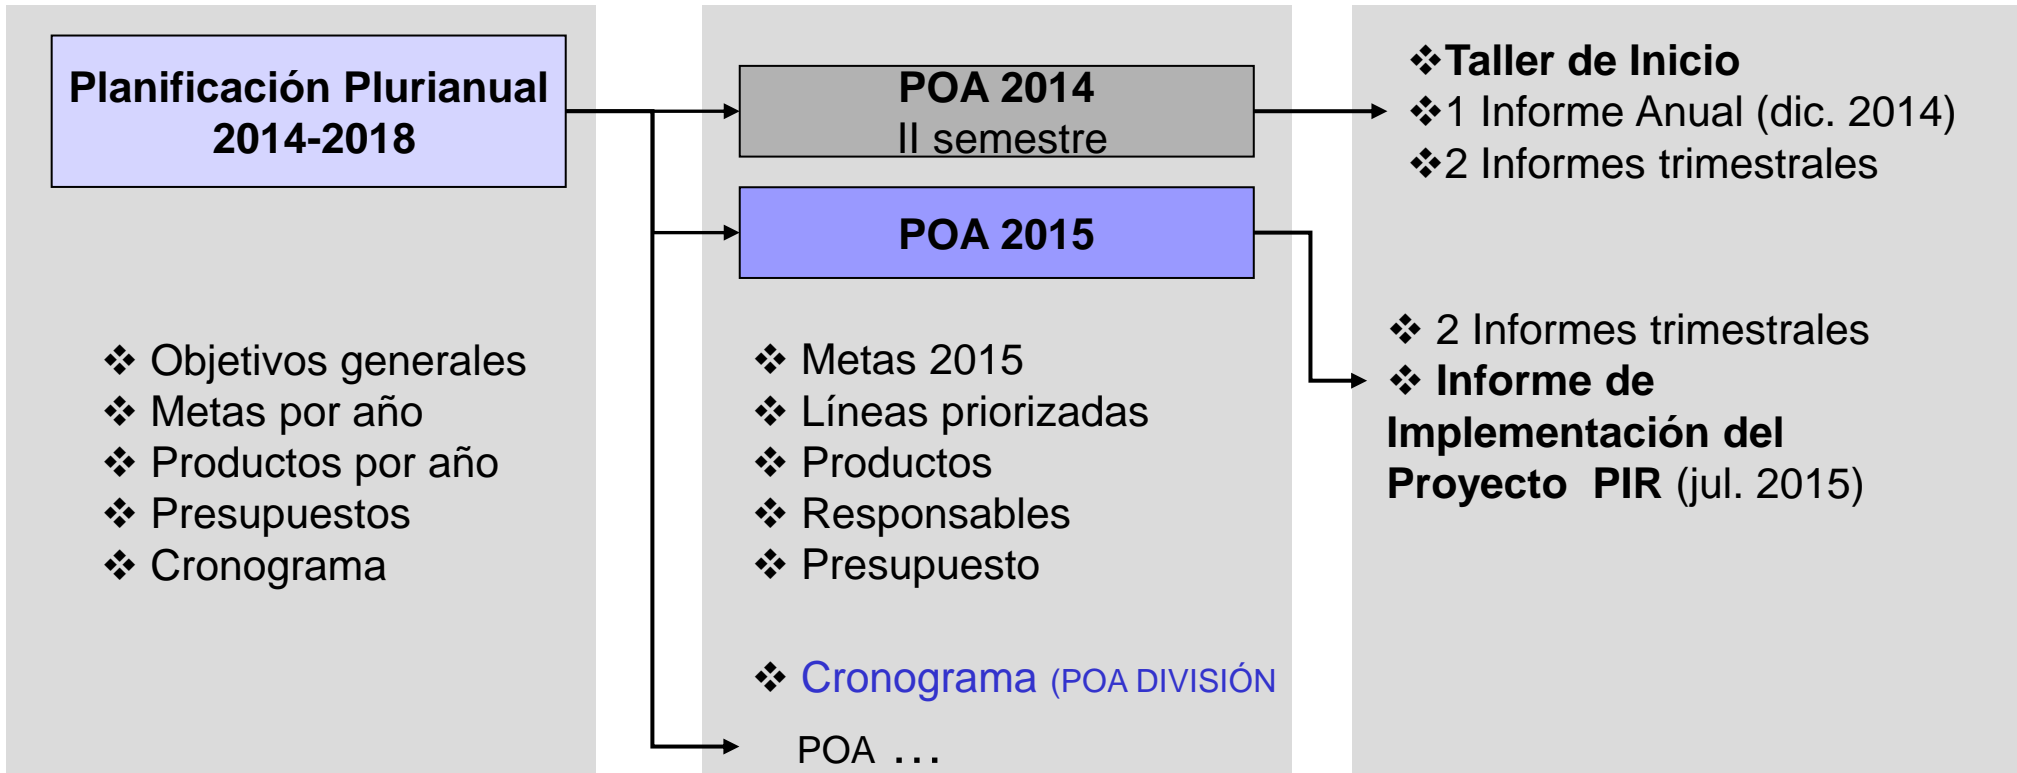 Planificación Plurianual
2014-2018
❖ Objetivos generales
❖ Metas por año
❖ Productos por año
❖ Presupuestos
❖ Cronograma
POA 2014
II semestre
POA 2015
❖ Metas 2015
❖ Líneas priorizadas
❖ Productos
❖ Responsables
❖ Presupuesto
❖ Cronograma (POA DIVISIÓN
POA ...
❖Taller de Inicio
❖1 Informe Anual (dic. 2014)
❖2 Informes trimestrales
❖ 2 Informes trimestrales
❖ Informe de
Implementación del
Proyecto PIR (jul. 2015)